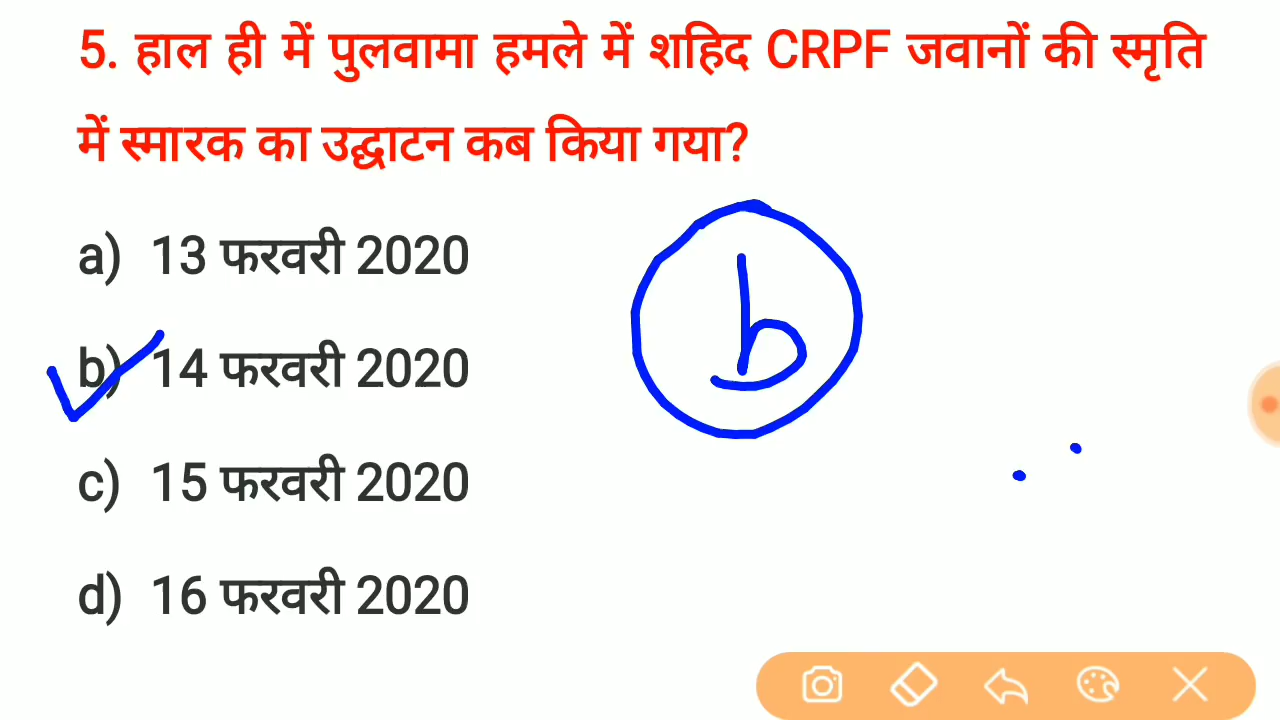 5. हाल ही में पुलवामा हमले में शहिद CRPF जवानों की स्मृति
में स्मारक का उद्घाटन कब किया गया?
a) 13 फरवरी 2020
b) 14 फरवरी 2020
b
c) 15 फरवरी 2020
d) 16 फरवरी 2020